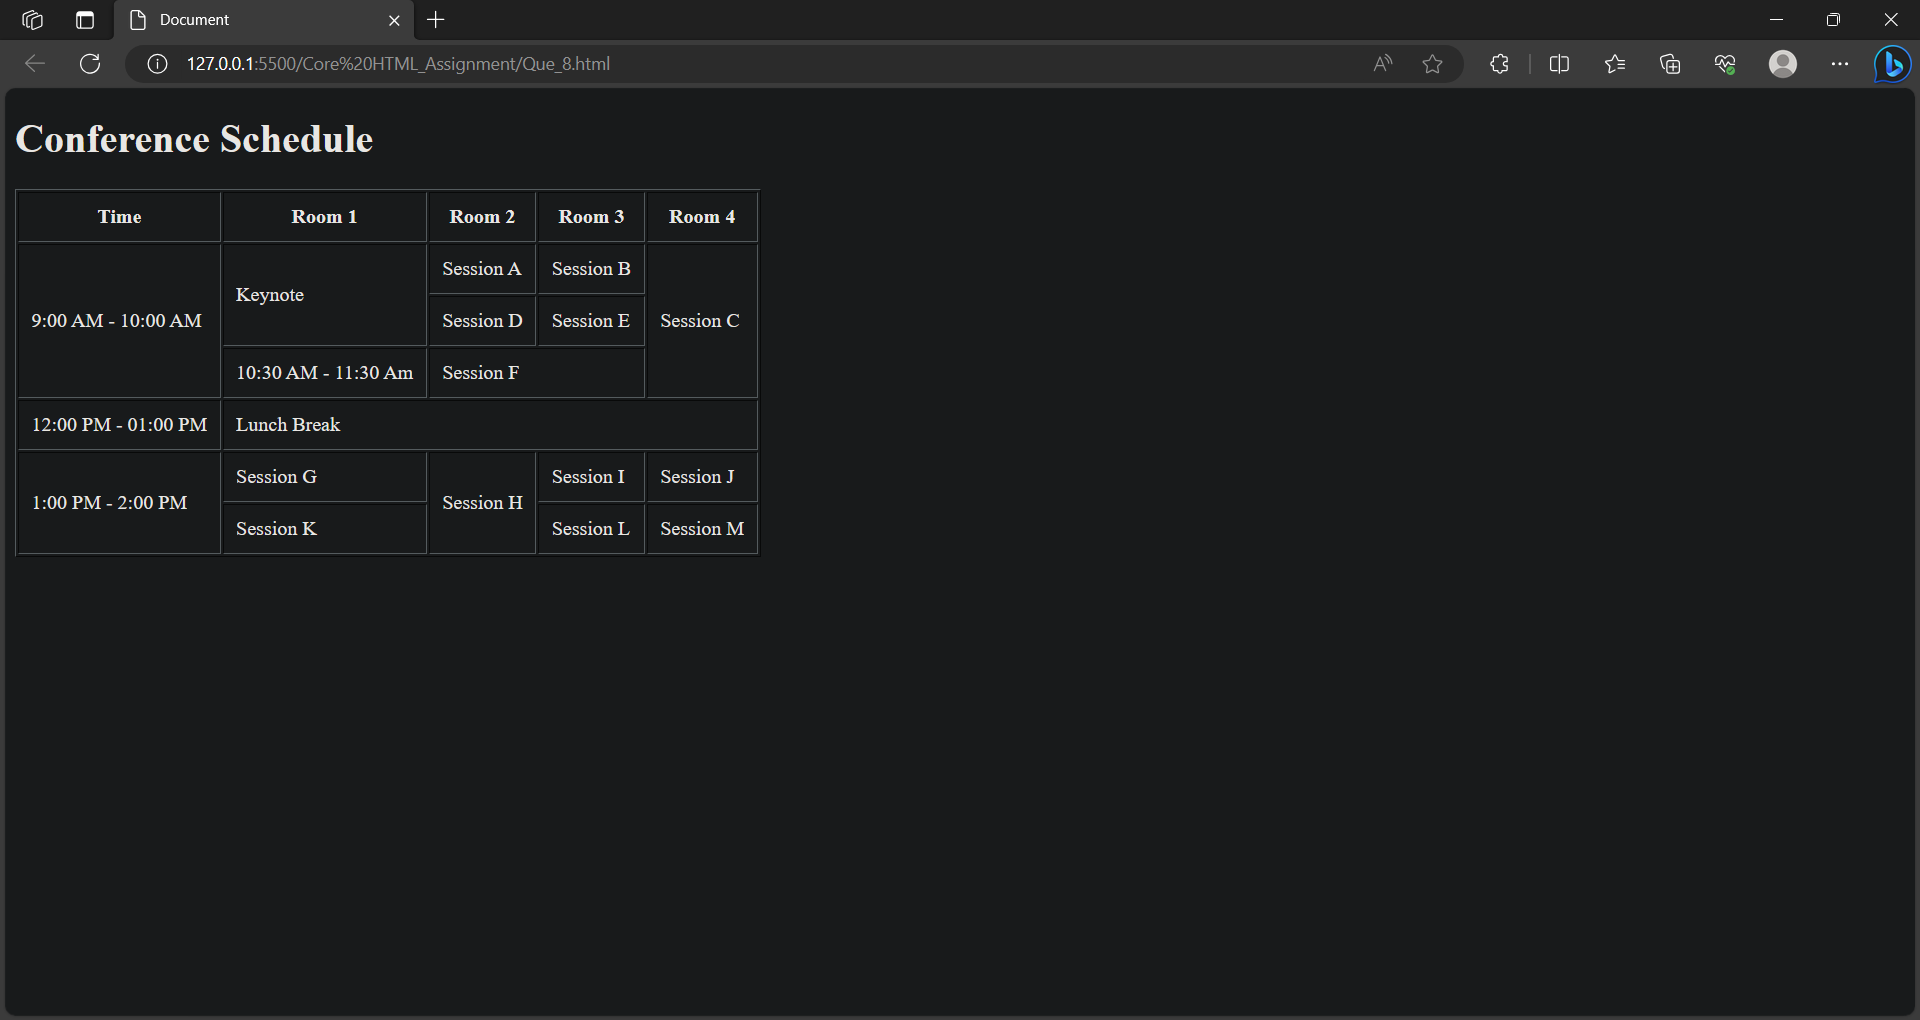 Document
127.0.0.1:5500/Core%20HTML_Assignment/Que_8.html
Conference Schedule
Time Room 1 Room 2 Room 3 Room 4
Session A Session B
Keynote
9:00 AM - 10:00 AM Session D Session E Session C
10:30 AM - 11:30 Am Session F
12:00 PM - 01:00 PM Lunch Break
Session G Session I Session J
1:00 PM - 2:00 PM Session H
Session K Session L Session M